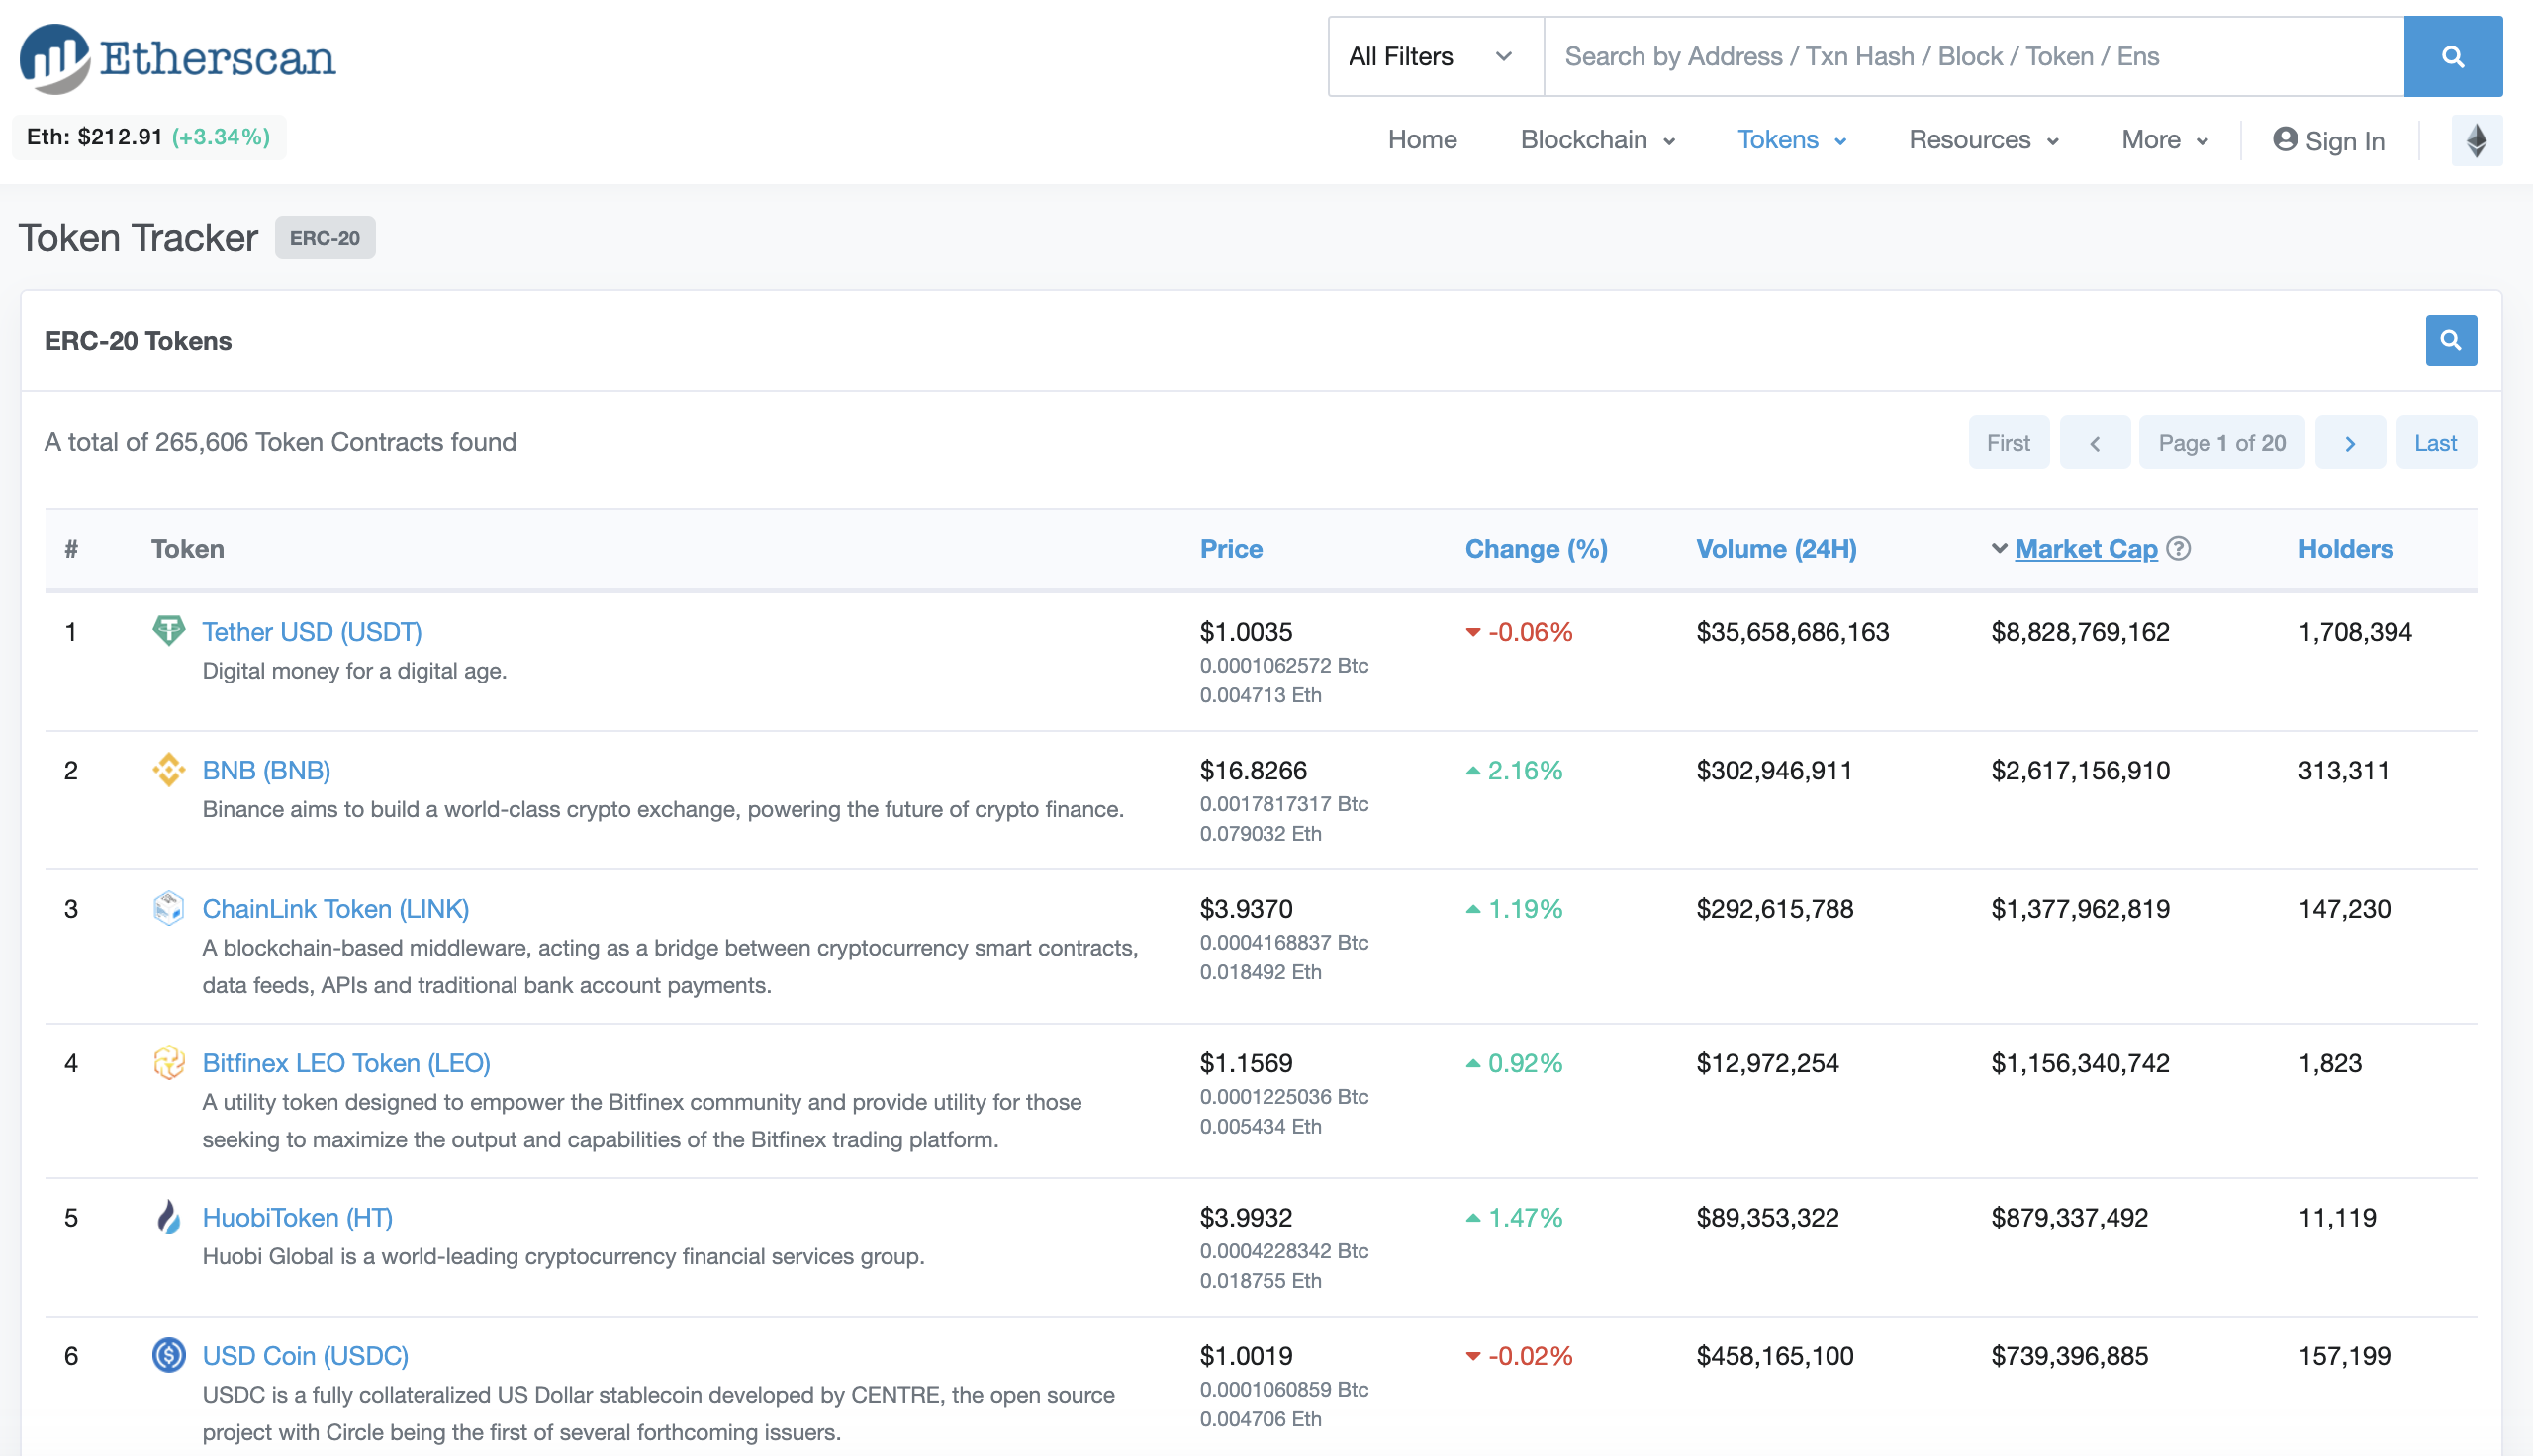 Etherscan
All Filters
Search by Address / Txn Hash / Block / Token / Ens
Eth: $212.91 (+3.34%)
Home
Blockchain
Tokens
Resources
More
Sign In
Token Tracker
ERC-20
ERC-20 Tokens
A total of 265,606 Token Contracts found
First
Page 1 of 20
Last
# Token Price Change (%) Volume (24H) Market Cap ? Holders
1 Tether USD (USDT) $1.0035 -0.06% $35,658,686,163 $8,828,769,162 1,708,394
Digital money for a digital age.
0.0001062572 Btc
0.004713 Eth
2 BNB (BNB) $16.8266 2.16% $302,946,911 $2,617,156,910 313,311
Binance aims to build a world-class crypto exchange, powering the future of crypto finance.
0.0017817317 Btc
0.079032 Eth
3 ChainLink Token (LINK) $3.9370 1.19% $292,615,788 $1,377,962,819 147,230
A blockchain-based middleware, acting as a bridge between cryptocurrency smart contracts,
data feeds, APIs and traditional bank account payments.
0.0004168837 Btc
0.018492 Eth
4 Bitfinex LEO Token (LEO) $1.1569 0.92% $12,972,254 $1,156,340,742 1,823
A utility token designed to empower the Bitfinex community and provide utility for those
seeking to maximize the output and capabilities of the Bitfinex trading platform.
0.0001225036 Btc
0.005434 Eth
5 HuobiToken (HT) $3.9932 1.47% $89,353,322 $879,337,492 11,119
Huobi Global is a world-leading cryptocurrency financial services group.
0.0004228342 Btc
0.018755 Eth
6 USD Coin (USDC) $1.0019 -0.02% $458,165,100 $739,396,885 157,199
USDC is a fully collateralized US Dollar stablecoin developed by CENTRE, the open source
project with Circle being the first of several forthcoming issuers.
0.0001060859 Btc
0.004706 Eth